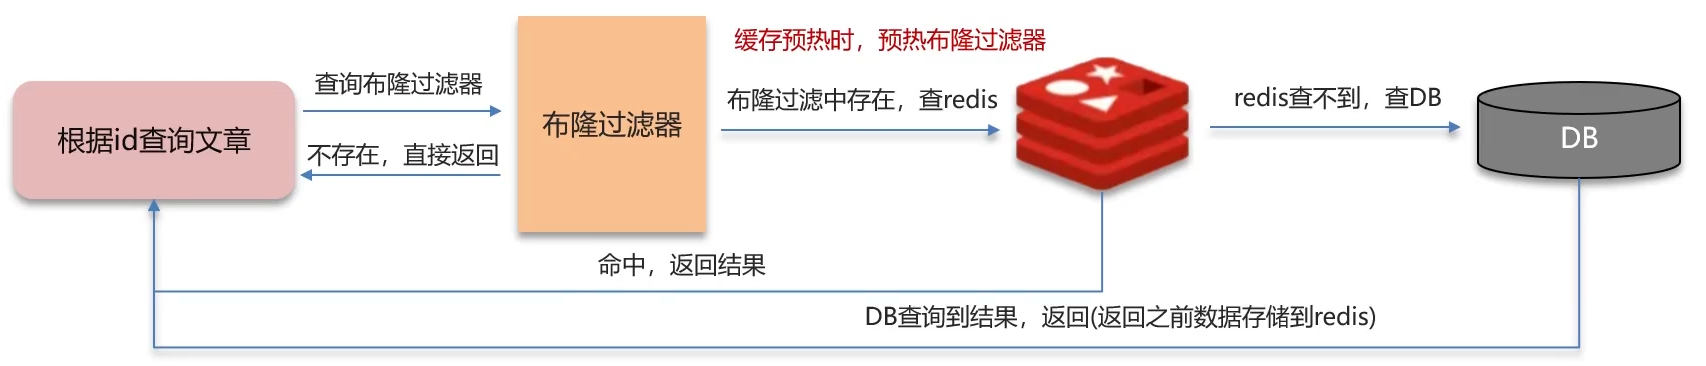 缓存预热时，预热布隆过滤器
查询布隆过滤器
布隆过滤中存在，查redis
redis查不到，查DB
根据id查询文章
布隆过滤器
DB
不存在，直接返回
命中，返回结果
DB查询到结果，返回(返回之前数据存储到redis)